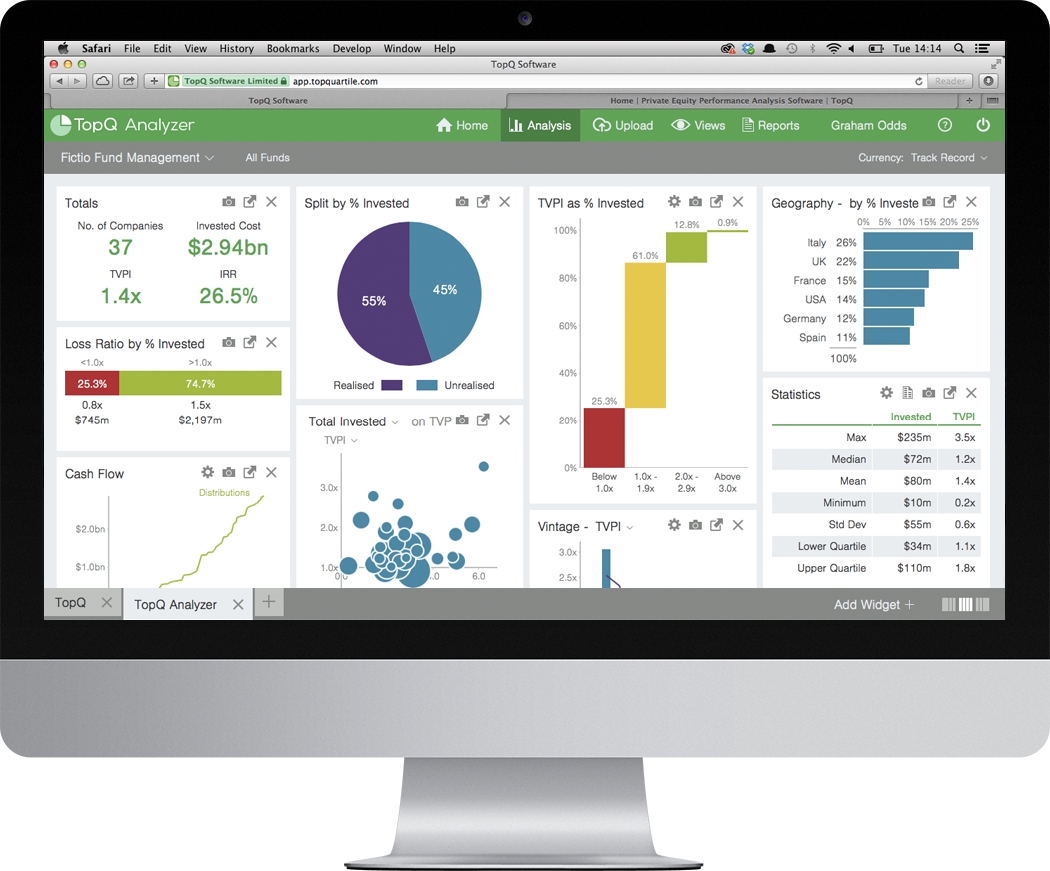 Safari File Edit View History Bookmarks Develop Window Help Tue 14:14
TopQ Software
TopQ Software Limited app.topquartile.com Reader
TopQ Software Home | Private Equity Performance Analysis Software | TopQ
TopQ Analyzer Home Analysis Upload Views Reports Graham Odds ?
Fictio Fund Management All Funds Currency: Track Record
Totals
No. of Companies Invested Cost
37 $2.94bn
TVPI IRR
1.4x 26.5%
Loss Ratio by % Invested
<1.0x >1.0x
25.3% 74.7%
0.8x 1.5x
$745m $2,197m
Cash Flow
Distributions
$2.0bn
$1.0bn
Split by % Invested
55% 45%
Realised Unrealised
Total Invested on TVP
TVPI
3.0x
2.0x
1.0x
6.0
TVPI as % Invested
100% 12.8% 0.9%
80% 61.0%
60%
40%
25.3%
20%
0%
Below 1.0x - 2.0x - Above
1.0x 1.9x 2.9x 3.0x
Vintage - TVPI
3.0x
2.5x
Geography - by % Investe
0% 5% 10% 15% 20% 25%
Italy 26%
UK 22%
France 15%
USA 14%
Germany 12%
Spain 11%
100%
Statistics
Invested TVPI
Max $235m 3.5x
Median $72m 1.2x
Mean $80m 1.4x
Minimum $10m 0.2x
Std Dev $55m 0.6x
Lower Quartile $34m 1.1x
Upper Quartile $110m 1.8x
TopQ TopQ Analyzer + Add Widget +